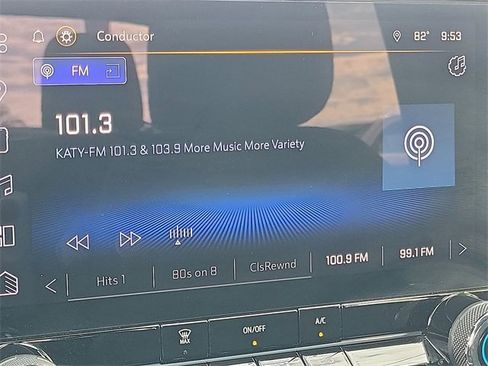 Conductor
82° 9:53
FM
101.3
KATY-FM 101.3 & 103.9 More Music More Variety
Hits 1
80s on 8
ClsRewnd
100.9 FM
99.1 FM
MAX
ON/OFF
A/C